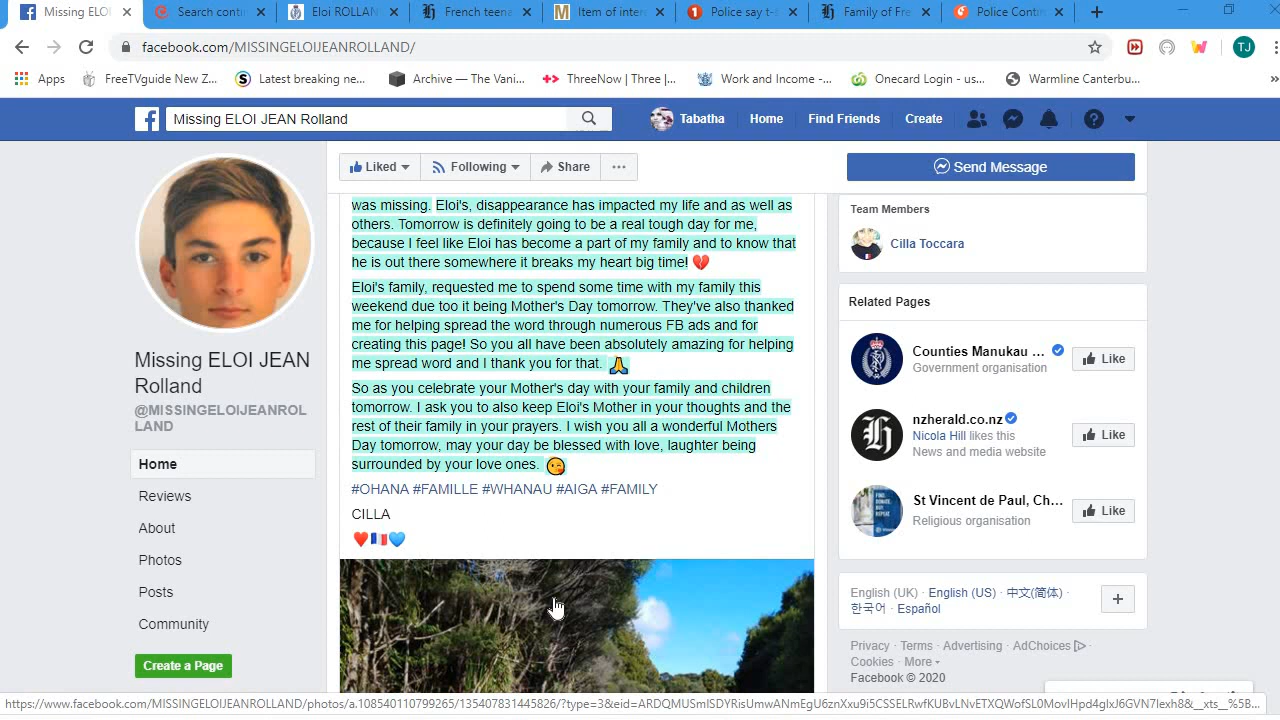 Missing ELO
Search conti
Eloi ROLLAN
French teena
Item of inter
Police say t-s
Family of Fre
Police Contin
facebook.com/MISSINGELOIJEANROLLAND/
TJ
Apps
FreeTVguide New Z...
Latest breaking ne...
Archive — The Vani...
ThreeNow | Three |...
Work and Income -...
Onecard Login - us...
Warmline Canterbu...
Missing ELOI JEAN Rolland
Tabatha
Home
Find Friends
Create
Liked
Following
Share
Send Message
Missing ELOI JEAN
Rolland
@MISSINGELOIJEANROL
LAND
Home
Reviews
About
Photos
Posts
Community
Create a Page
was missing. Eloi's, disappearance has impacted my life and as well as
others. Tomorrow is definitely going to be a real tough day for me,
because I feel like Eloi has become a part of my family and to know that
he is out there somewhere it breaks my heart big time! 💔
Eloi's family, requested me to spend some time with my family this
weekend due too it being Mother's Day tomorrow. They've also thanked
me for helping spread the word through numerous FB ads and for
creating this page! So you all have been absolutely amazing for helping
me spread word and I thank you for that. 🙏
So as you celebrate your Mother's day with your family and children
tomorrow. I ask you to also keep Eloi's Mother in your thoughts and the
rest of their family in your prayers. I wish you all a wonderful Mothers
Day tomorrow, may your day be blessed with love, laughter being
surrounded by your love ones. 😘
#OHANA #FAMILLE #WHANAU #AIGA #FAMILY
CILLA
❤️🇫🇷💙
Team Members
Cilla Toccara
Related Pages
Counties Manukau ...
Government organisation
Like
nzherald.co.nz
Nicola Hill likes this
News and media website
Like
St Vincent de Paul, Ch...
Religious organisation
Like
English (UK) · English (US) · 中文(简体) ·
한국어 · Español
Privacy · Terms · Advertising · AdChoices ·
Cookies · More
Facebook © 2020